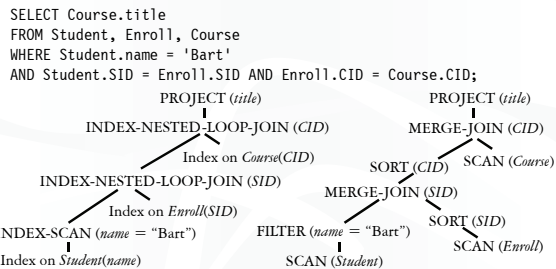 SELECT Course.title
FROM Student, Enroll, Course
WHERE Student.name = 'Bart'
AND Student.SID = Enroll.SID AND Enroll.CID = Course.CID;
PROJECT (title)
INDEX-NESTED-LOOP-JOIN (CID)
Index on Course(CID)
INDEX-NESTED-LOOP-JOIN (SID)
Index on Enroll(SID)
NDEX-SCAN (name = “Bart”)
Index on Student(name)
PROJECT (title)
MERGE-JOIN (CID)
SORT (CID)
SCAN (Course)
MERGE-JOIN (SID)
FILTER (name = “Bart”)
SORT (SID)
SCAN (Student)
SCAN (Enroll)